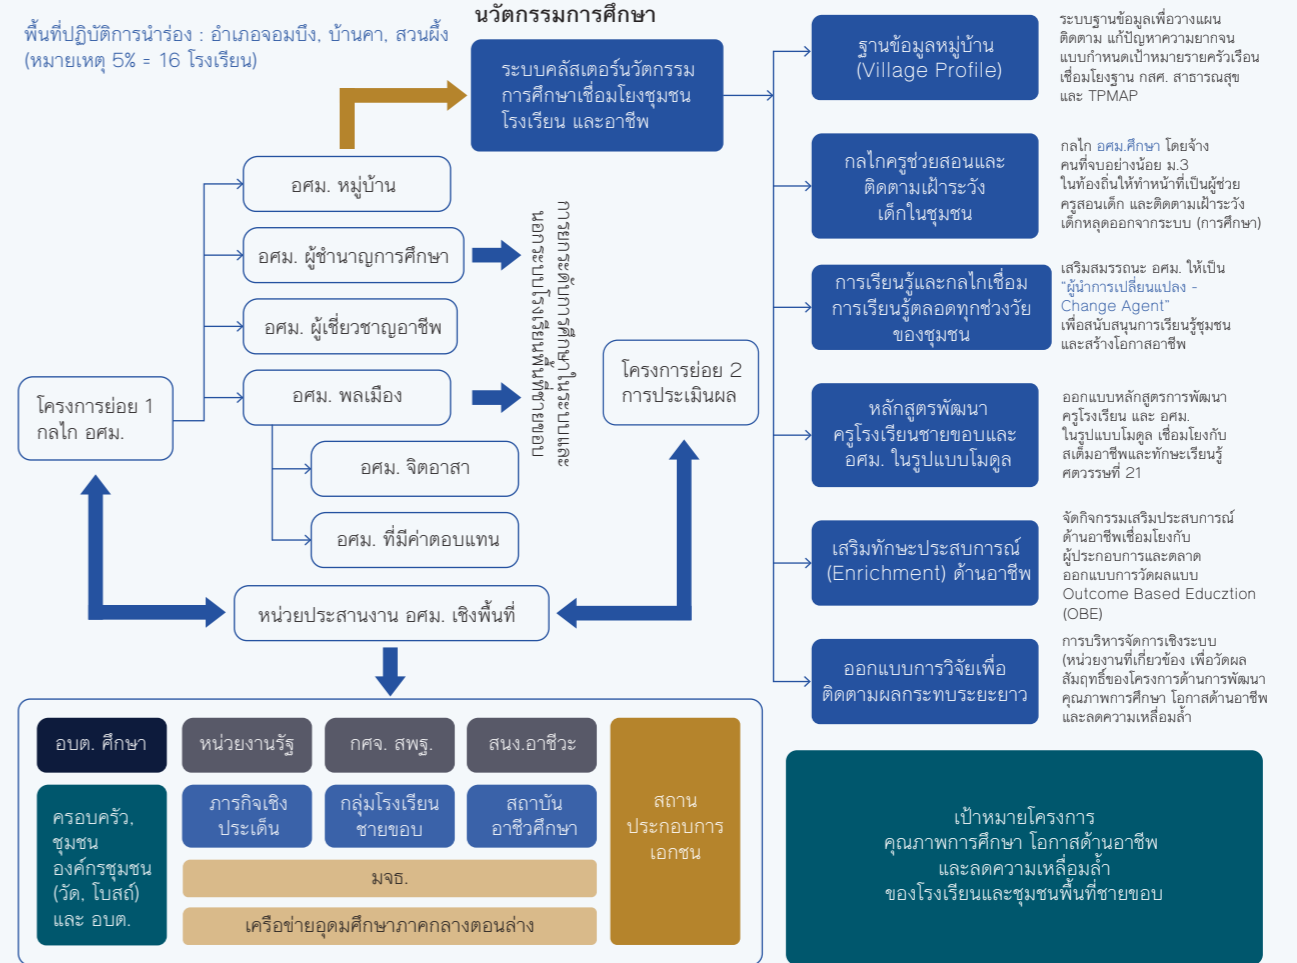 พื้นที่ปฏิบัติการนำร่อง : อำเภอจอมบึง, บ้านคา, สวนผึ้ง
(หมายเหตุ 5% = 16 โรงเรียน)
นวัตกรรมการศึกษา
ระบบคลัสเตอร์นวัตกรรม
การศึกษาเชื่อมโยงชุมชน
โรงเรียน และอาชีพ
อศม. หมู่บ้าน
อศม. ผู้ชำนาญการศึกษา
อศม. ผู้เชี่ยวชาญอาชีพ
อศม. พลเมือง
อศม. จิตอาสา
อศม. ที่มีค่าตอบแทน
โครงการย่อย 1
กลไก อศม.
การยกระดับการศึกษาในระบบและ
นอกระบบโรงเรียนพื้นที่ชายขอบ
โครงการย่อย 2
การประเมินผล
หน่วยประสานงาน อศม. เชิงพื้นที่
ฐานข้อมูลหมู่บ้าน
(Village Profile)
ระบบฐานข้อมูลเพื่อวางแผน
ติดตาม แก้ปัญหาความยากจน
แบบกำหนดเป้าหมายรายครัวเรือน
เชื่อมโยงฐาน กสศ. สาธารณสุข
และ TPMAP
กลไกครูช่วยสอนและ
ติดตามเฝ้าระวัง
เด็กในชุมชน
กลไก อศม.ศึกษา โดยจ้าง
คนที่จบอย่างน้อย ม.3
ในท้องถิ่นให้ทำหน้าที่เป็นผู้ช่วย
ครูสอนเด็ก และติดตามเฝ้าระวัง
เด็กหลุดออกจากระบบ (การศึกษา)
การเรียนรู้และกลไกเชื่อม
การเรียนรู้ตลอดทุกช่วงวัย
ของชุมชน
เสริมสมรรถนะ อศม. ให้เป็น
“ผู้นำการเปลี่ยนแปลง -
Change Agent”
เพื่อสนับสนุนการเรียนรู้ชุมชน
และสร้างโอกาสอาชีพ
หลักสูตรพัฒนา
ครูโรงเรียนชายขอบและ
อศม. ในรูปแบบโมดูล
ออกแบบหลักสูตรการพัฒนา
ครูโรงเรียน และ อศม.
ในรูปแบบโมดูล เชื่อมโยงกับ
สเต็มอาชีพและทักษะเรียนรู้
ศตวรรษที่ 21
เสริมทักษะประสบการณ์
(Enrichment) ด้านอาชีพ
จัดกิจกรรมเสริมประสบการณ์
ด้านอาชีพเชื่อมโยงกับ
ผู้ประกอบการและตลาด
ออกแบบการวัดผลแบบ
Outcome Based Educztion
(OBE)
ออกแบบการวิจัยเพื่อ
ติดตามผลกระทบระยะยาว
การบริหารจัดการเชิงระบบ
(หน่วยงานที่เกี่ยวข้อง เพื่อวัดผล
สัมฤทธิ์ของโครงการด้านการพัฒนา
คุณภาพการศึกษา โอกาสด้านอาชีพ
และลดความเหลื่อมล้ำ
อบต. ศึกษา
หน่วยงานรัฐ
กศจ. สพฐ.
สนง.อาชีวะ
ครอบครัว,
ชุมชน
องค์กรชุมชน
(วัด, โบสถ์)
และ อบต.
ภารกิจเชิง
ประเด็น
กลุ่มโรงเรียน
ชายขอบ
สถาบัน
อาชีวศึกษา
สถาน
ประกอบการ
เอกชน
มจธ.
เครือข่ายอุดมศึกษาภาคกลางตอนล่าง
เป้าหมายโครงการ
คุณภาพการศึกษา โอกาสด้านอาชีพ
และลดความเหลื่อมล้ำ
ของโรงเรียนและชุมชนพื้นที่ชายขอบ